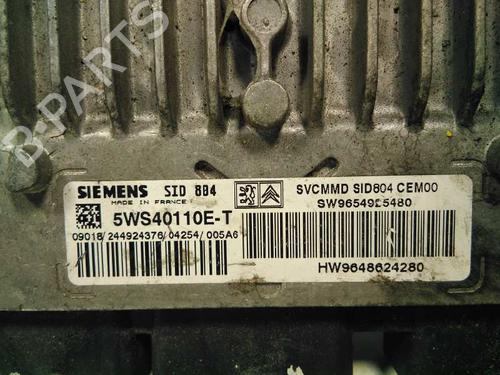 B-PARTS
SIEMENS SID 804
MADE IN FRANCE
5WS40110E-T
09018/244924376/04254/005A6
SVCMMD SID804 CEM00
SW9654925480
HW9648624280